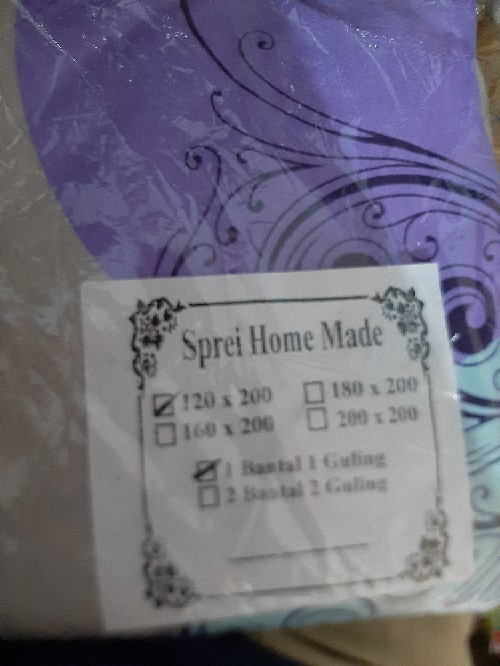 Sprei Home Made
120 x 200
180 x 200
160 x 200
200 x 200
1 Bantal 1 Guling
2 Bantal 2 Guling